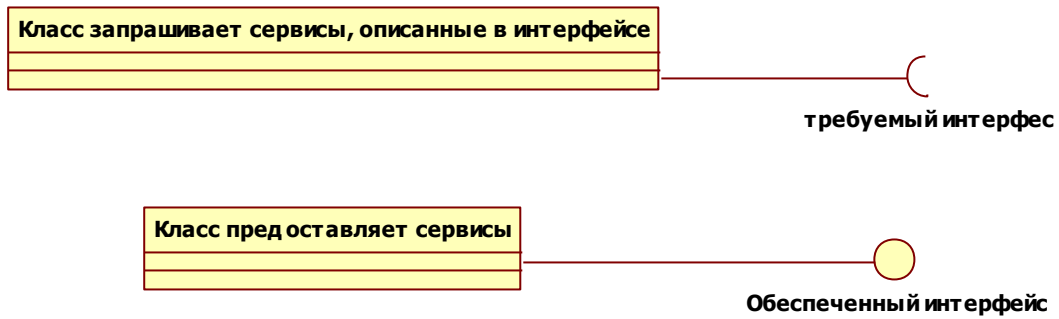 Класс запрашивает сервисы, описанные в интерфейсе
требуемый интерфес
Класс предоставляет сервисы
Обеспеченный интерфейс